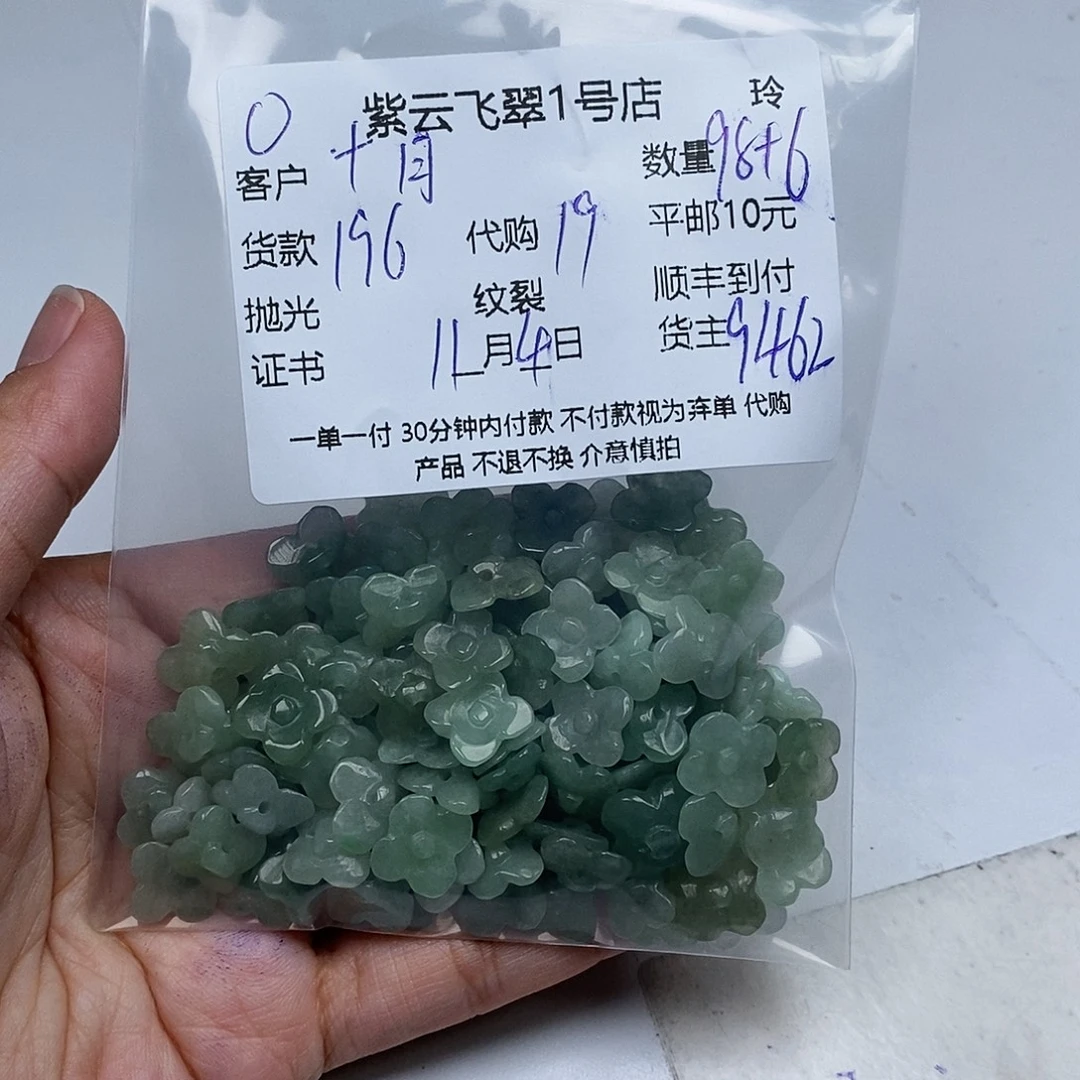 O 紫云飞翠1号店 玲
客户 十月 数量 98+6
货款 196 代购 19 平邮10元
抛光 纹裂 顺丰到付
证书 11月4日 货主 9462
一单一付 30分钟内付款 不付款视为弃单 代购
产品 不退不换 介意慎拍